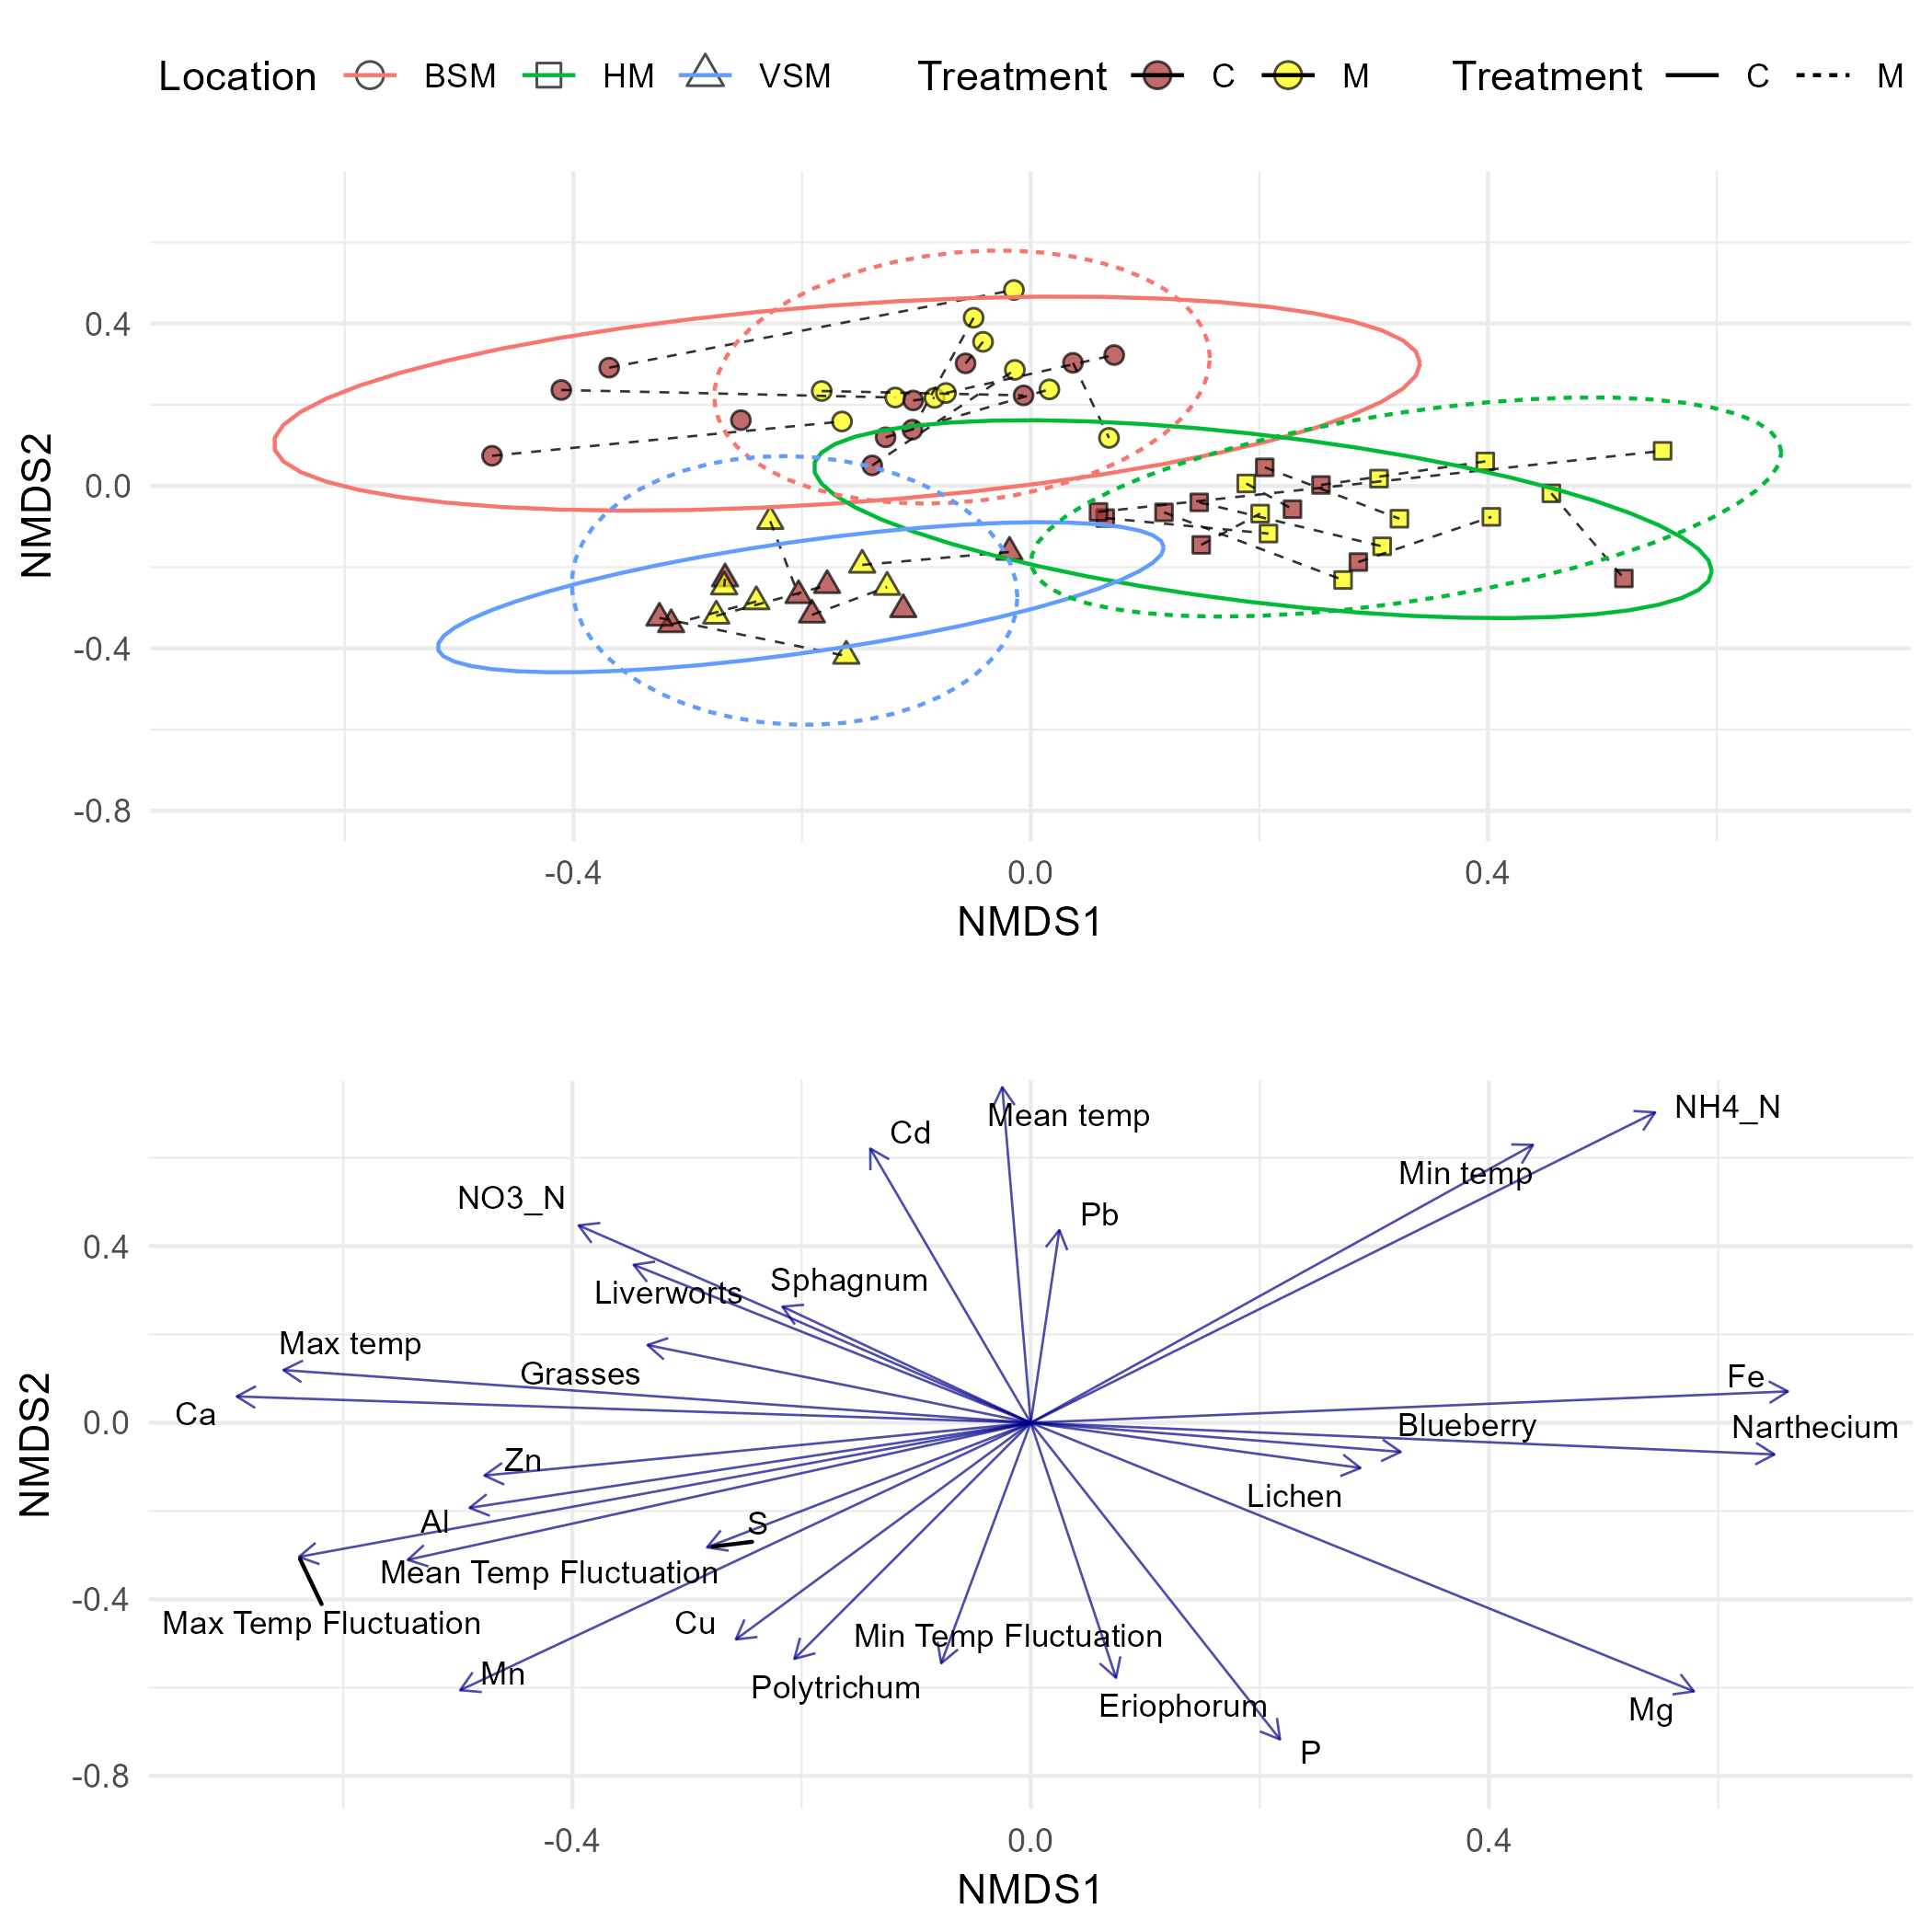 Location BSM HM VSM Treatment C M Treatment C M
0.4
0.0
-0.4
-0.8
NMDS2
-0.4 0.0 0.4
NMDS1
Mean temp
NH4_N
Cd
Min temp
NO3_N
Pb
0.4
Sphagnum
Liverworts
Max temp
Grasses
Fe
Ca
0.0
Blueberry
Narthecium
Zn
Lichen
Al
S
Mean Temp Fluctuation
-0.4
Max Temp Fluctuation
Cu
Min Temp Fluctuation
Mn
Polytrichum
Eriophorum
Mg
P
-0.8
NMDS2
-0.4 0.0 0.4
NMDS1